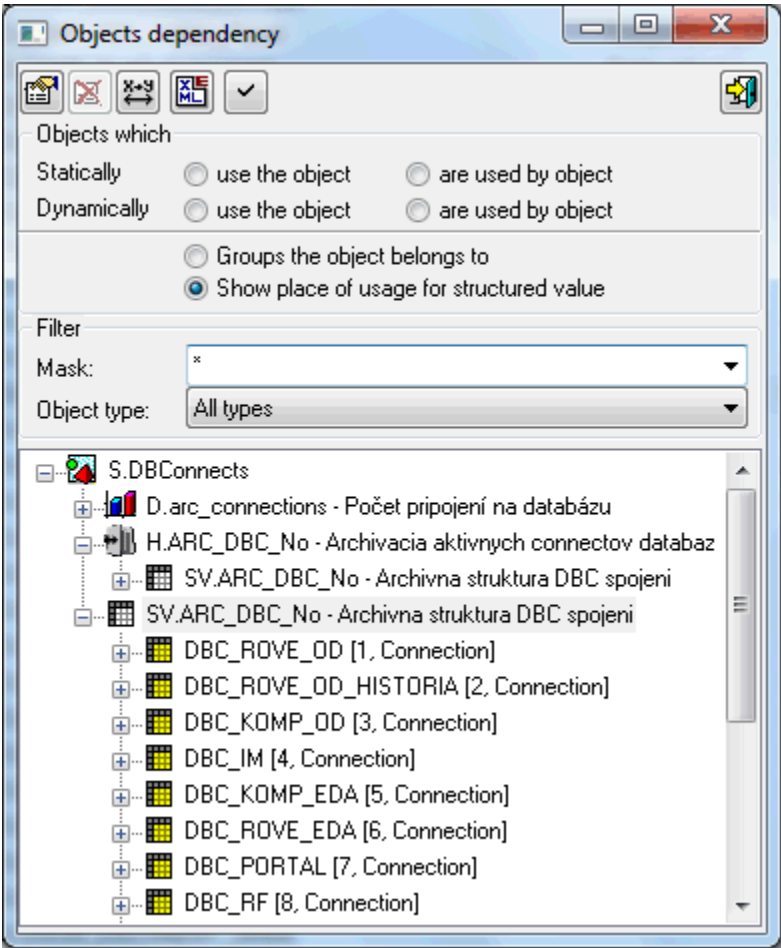 Objects dependency
X→Y
XML E
Objects which
Statically use the object are used by object
Dynamically use the object are used by object
Groups the object belongs to
Show place of usage for structured value
Filter
Mask: *
Object type: All types
S.DBConnects
D.arc_connections - Počet pripojení na databázu
H.ARC_DBC_No - Archivacia aktivnych connectov databaz
SV.ARC_DBC_No - Archivna struktura DBC spojeni
SV.ARC_DBC_No - Archivna struktura DBC spojeni
DBC_ROVE_OD [1, Connection]
DBC_ROVE_OD_HISTORIA [2, Connection]
DBC_KOMP_OD [3, Connection]
DBC_IM [4, Connection]
DBC_KOMP_EDA [5, Connection]
DBC_ROVE_EDA [6, Connection]
DBC_PORTAL [7, Connection]
DBC_RF [8, Connection]